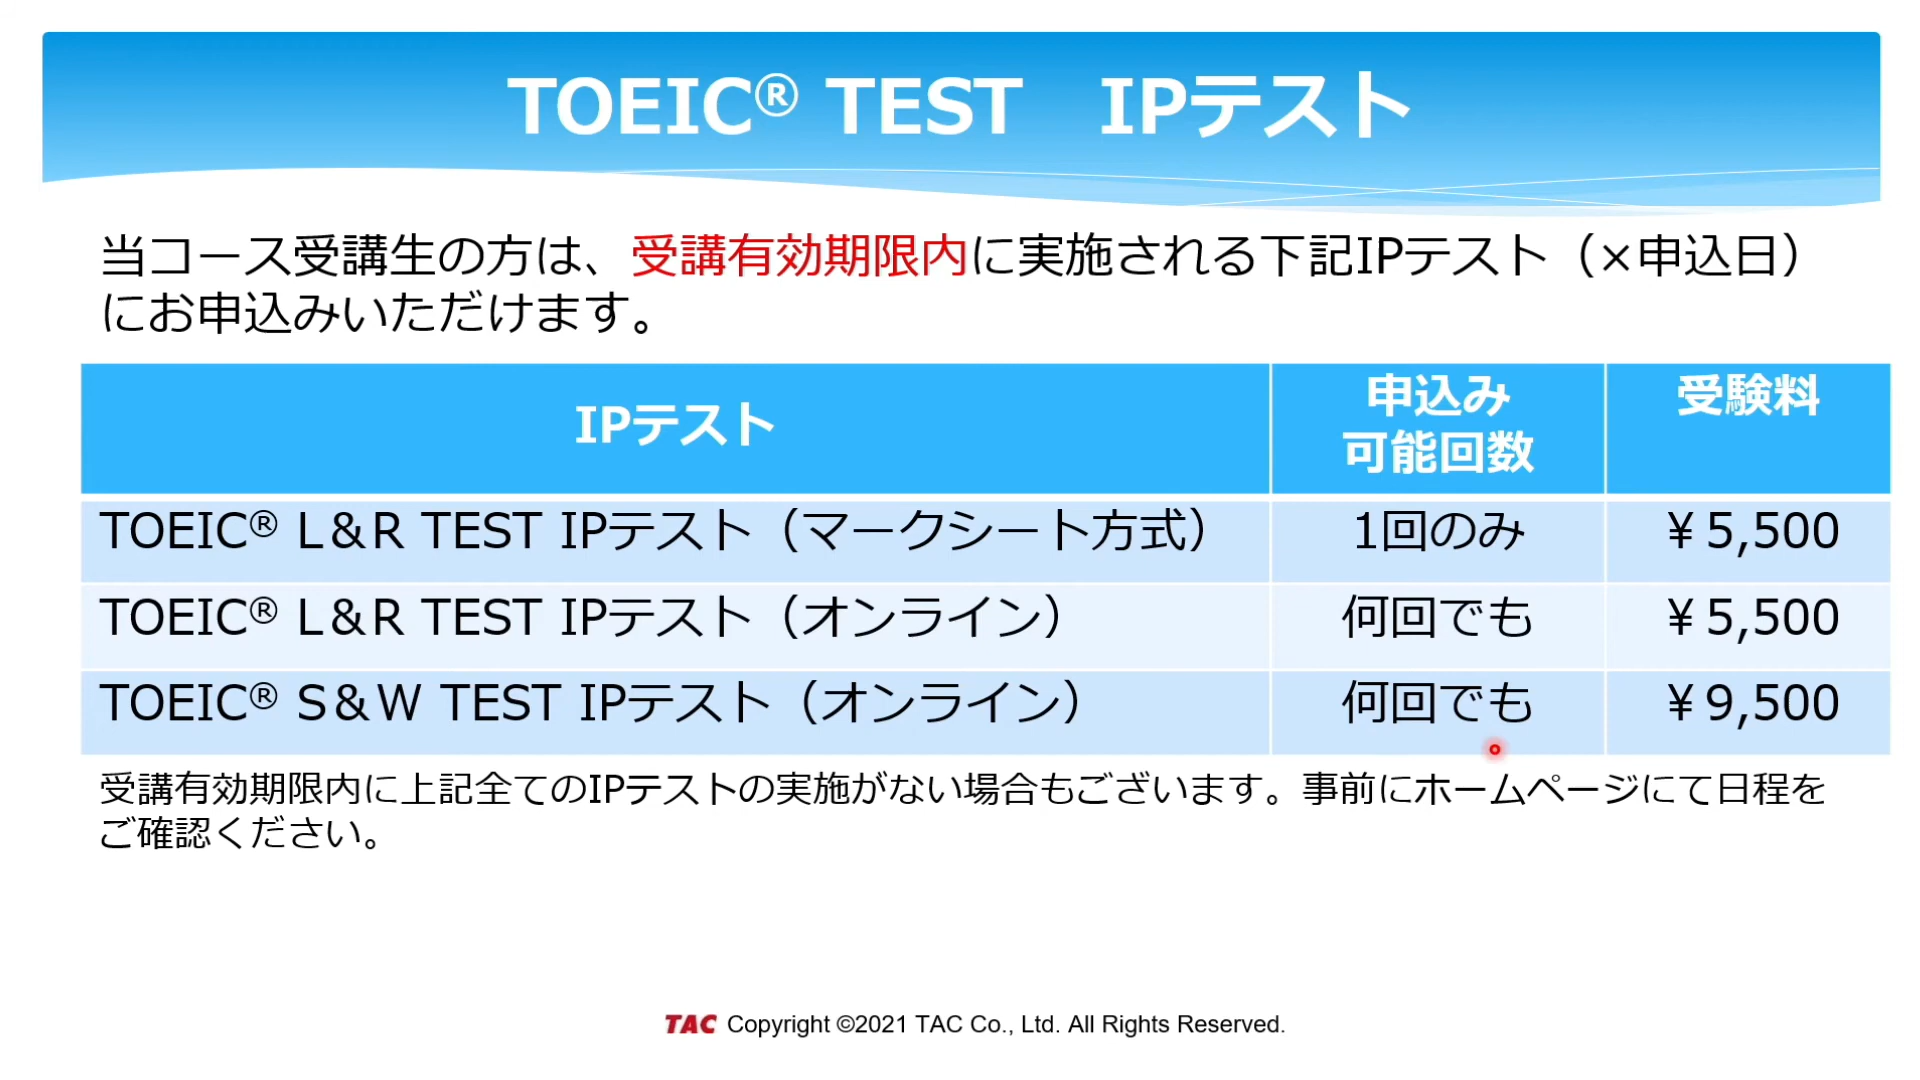 TOEIC® TEST　IPテスト
当コース受講生の方は、受講有効期限内に実施される下記IPテスト（×申込日）
にお申込みいただけます。
IPテスト
申込み
可能回数
受験料
TOEIC® L＆R TEST IPテスト（マークシート方式）
1回のみ
￥5,500
TOEIC® L＆R TEST IPテスト（オンライン）
何回でも
￥5,500
TOEIC® S＆W TEST IPテスト（オンライン）
何回でも
￥9,500
受講有効期限内に上記全てのIPテストの実施がない場合もございます。事前にホームページにて日程を
ご確認ください。
TAC Copyright ©2021 TAC Co., Ltd. All Rights Reserved.